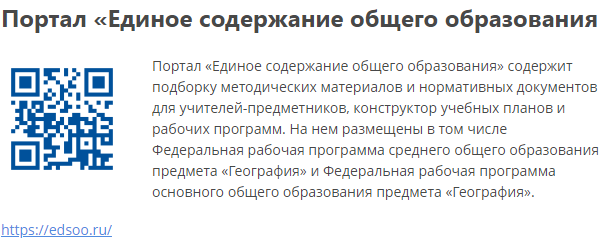 Портал «Единое содержание общего образования
Портал «Единое содержание общего образования» содержит
подборку методических материалов и нормативных документов
для учителей-предметников, конструктор учебных планов и
рабочих программ. На нем размещены в том числе
Федеральная рабочая программа среднего общего образования
предмета «География» и Федеральная рабочая программа
основного общего образования предмета «География».
https://edsoo.ru/